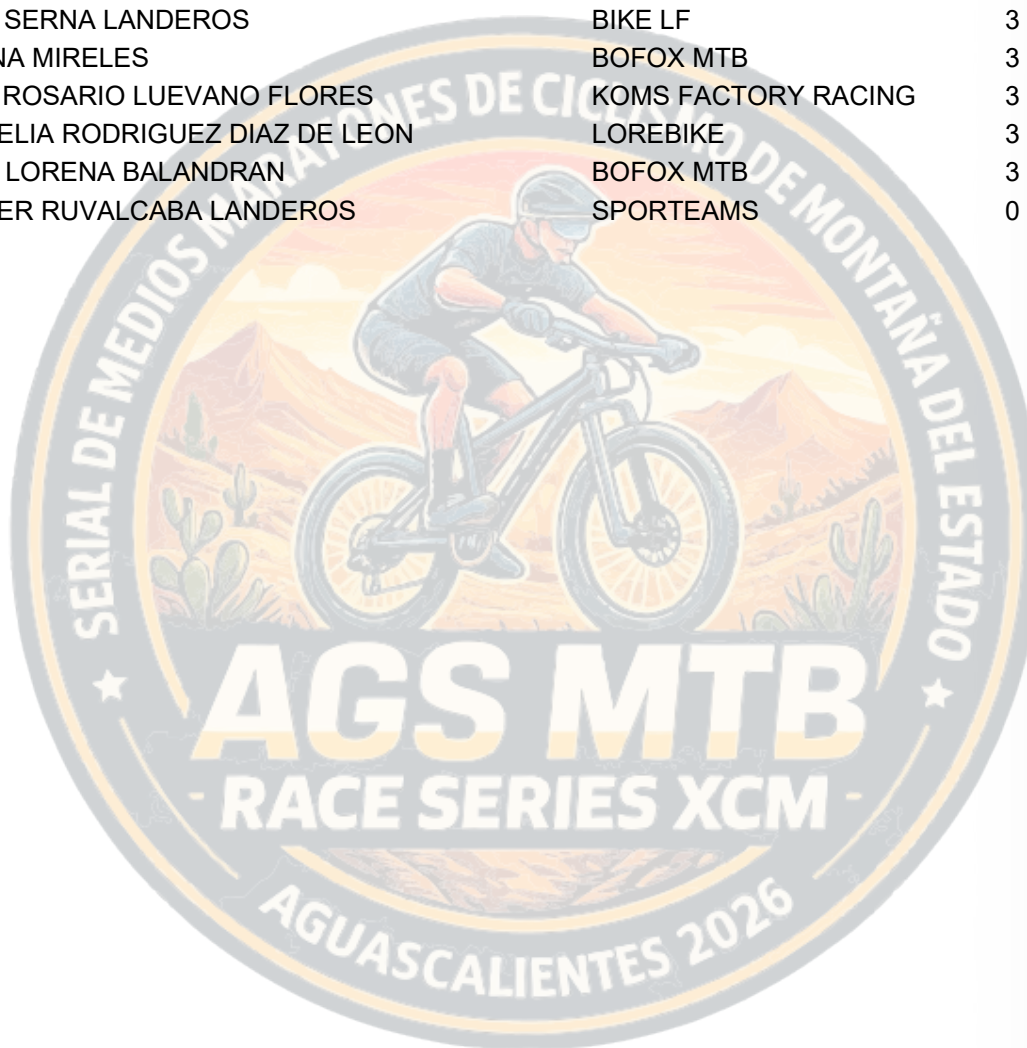 SERNA LANDEROS BIKE LF 3
NA MIRELES BOFOX MTB 3
ROSARIO LUEVANO FLORES KOMS FACTORY RACING 3
ELIA RODRIGUEZ DIAZ DE LEON LOREBIKE 3
LORENA BALANDRAN BOFOX MTB 3
ER RUVALCABA LANDEROS SPORTEAMS 0
SERIAL DE MEDIOS MARATONES DE CICLISMO DE MONTAÑA DEL ESTADO
AGS MTB
- RACE SERIES XCM -
AGUASCALIENTES 2026